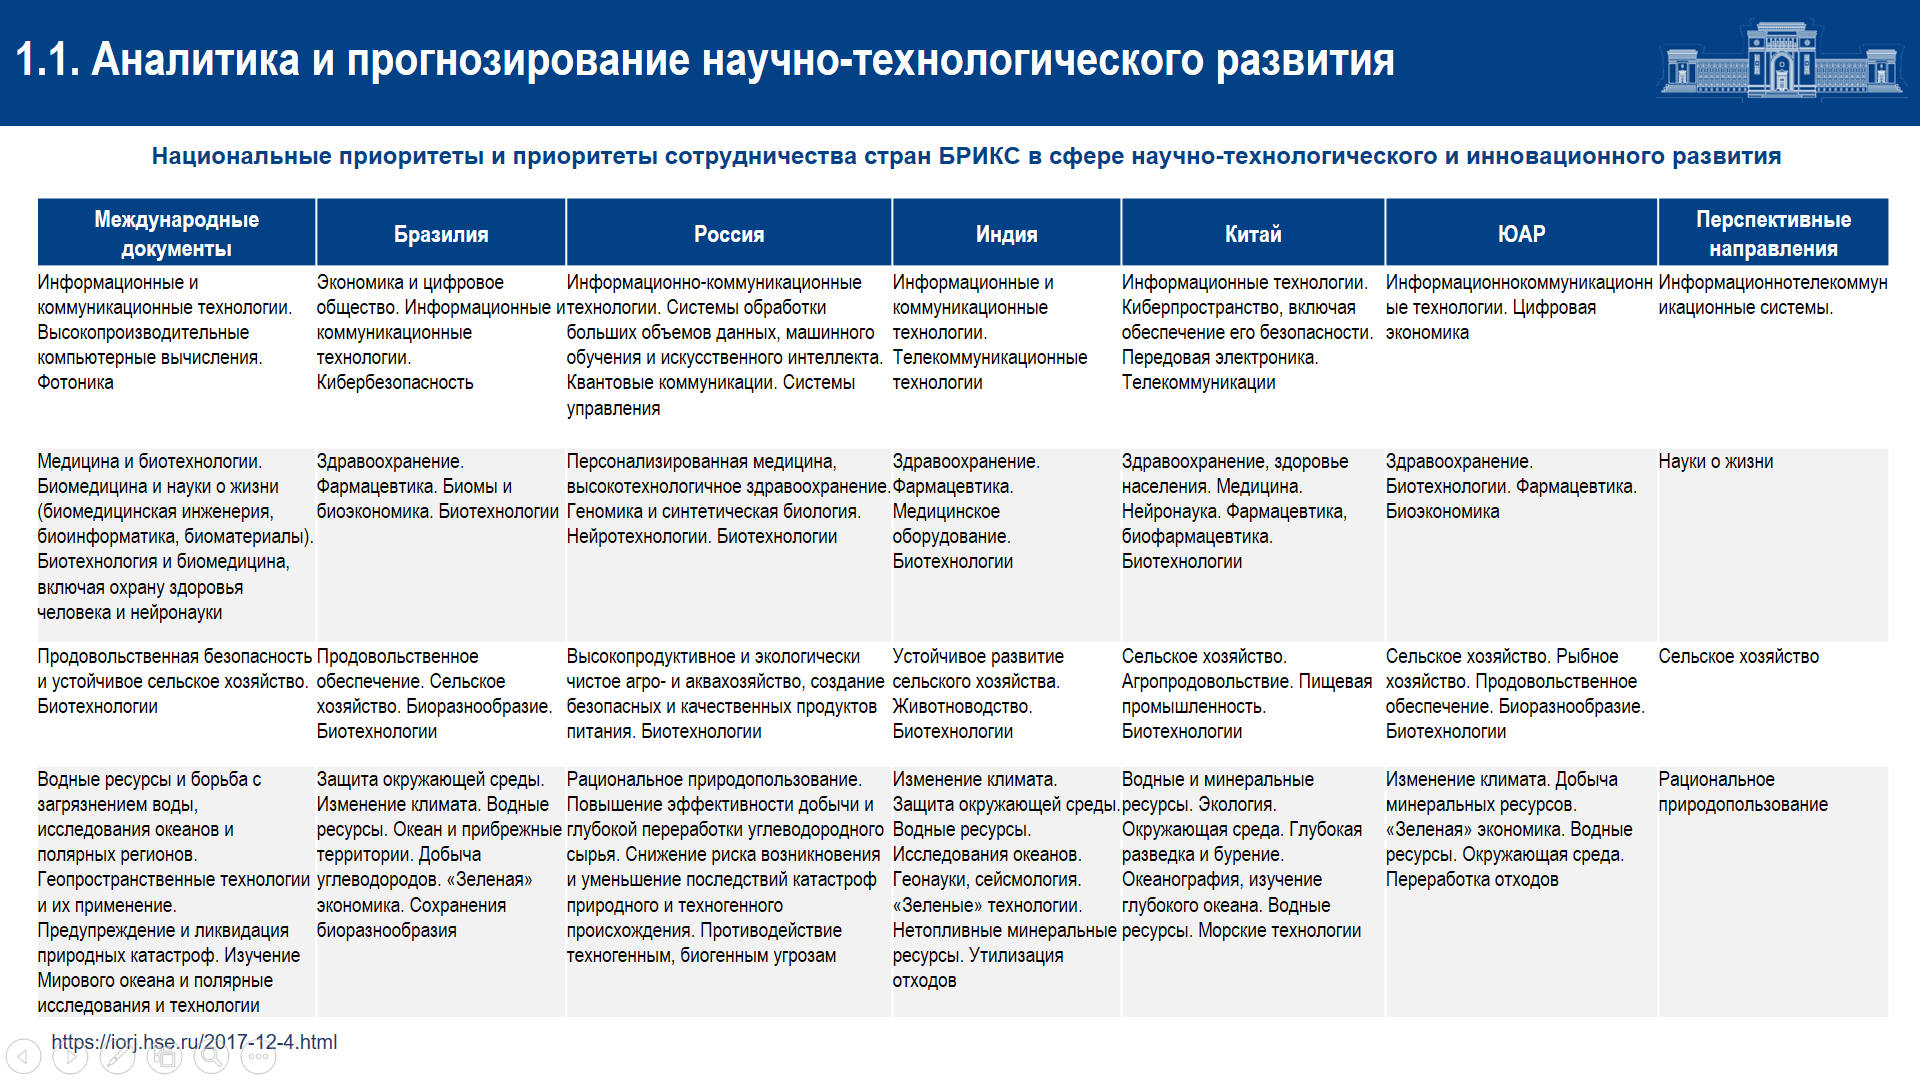 1.1. Аналитика и прогнозирование научно-технологического развития
Национальные приоритеты и приоритеты сотрудничества стран БРИКС в сфере научно-технологического и инновационного развития
Международные
документы
Бразилия
Россия
Индия
Китай
ЮАР
Перспективные
направления
Информационные и
коммуникационные технологии.
Высокопроизводительные
компьютерные вычисления.
Фотоника
Экономика и цифровое
общество. Информационные и
коммуникационные
технологии.
Кибербезопасность
Информационно-коммуникационные
технологии. Системы обработки
больших объемов данных, машинного
обучения и искусственного интеллекта.
Квантовые коммуникации. Системы
управления
Информационные и
коммуникационные
технологии.
Телекоммуникационные
технологии
Информационные технологии.
Киберпространство, включая
обеспечение его безопасности.
Передовая электроника.
Телекоммуникации
Информационнокоммуникационн
ые технологии. Цифровая
экономика
Информационнотелекоммун
икационные системы.
Медицина и биотехнологии.
Биомедицина и науки о жизни
(биомедицинская инженерия,
биоинформатика, биоматериалы).
Биотехнология и биомедицина,
включая охрану здоровья
человека и нейронауки
Здравоохранение.
Фармацевтика. Биомы и
биоэкономика. Биотехнологии
Персонализированная медицина,
высокотехнологичное здравоохранение.
Геномика и синтетическая биология.
Нейротехнологии. Биотехнологии
Здравоохранение.
Фармацевтика.
Медицинское
оборудование.
Биотехнологии
Здравоохранение, здоровье
населения. Медицина.
Нейронаука. Фармацевтика,
биофармацевтика.
Биотехнологии
Здравоохранение.
Биотехнологии. Фармацевтика.
Биоэкономика
Науки о жизни
Продовольственная безопасность
и устойчивое сельское хозяйство.
Биотехнологии
Продовольственное
обеспечение. Сельское
хозяйство. Биоразнообразие.
Биотехнологии
Высокопродуктивное и экологически
чистое агро- и аквахозяйство, создание
безопасных и качественных продуктов
питания. Биотехнологии
Устойчивое развитие
сельского хозяйства.
Животноводство.
Биотехнологии
Сельское хозяйство.
Агропродовольствие. Пищевая
промышленность.
Биотехнологии
Сельское хозяйство. Рыбное
хозяйство. Продовольственное
обеспечение. Биоразнообразие.
Биотехнологии
Сельское хозяйство
Водные ресурсы и борьба с
загрязнением воды,
исследования океанов и
полярных регионов.
Геопространственные технологии
и их применение.
Предупреждение и ликвидация
природных катастроф. Изучение
Мирового океана и полярные
исследования и технологии
Защита окружающей среды.
Изменение климата. Водные
ресурсы. Океан и прибрежные
территории. Добыча
углеводородов. «Зеленая»
экономика. Сохранения
биоразнообразия
Рациональное природопользование.
Повышение эффективности добычи и
глубокой переработки углеводородного
сырья. Снижение риска возникновения
и уменьшение последствий катастроф
природного и техногенного
происхождения. Противодействие
техногенным, биогенным угрозам
Изменение климата.
Защита окружающей среды.
Водные ресурсы.
Исследования океанов.
Геонауки, сейсмология.
«Зеленые» технологии.
Нетопливные минеральные
ресурсы. Утилизация
отходов
Водные и минеральные
ресурсы. Экология.
Окружающая среда. Глубокая
разведка и бурение.
Океанография, изучение
глубокого океана. Водные
ресурсы. Морские технологии
Изменение климата. Добыча
минеральных ресурсов.
«Зеленая» экономика. Водные
ресурсы. Окружающая среда.
Переработка отходов
Рациональное
природопользование
https://iorj.hse.ru/2017-12-4.html